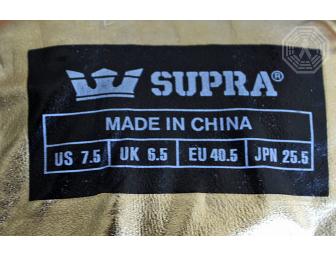 SUPRA®
MADE IN CHINA
US 7.5 UK 6.5 EU 40.5 JPN 25.5